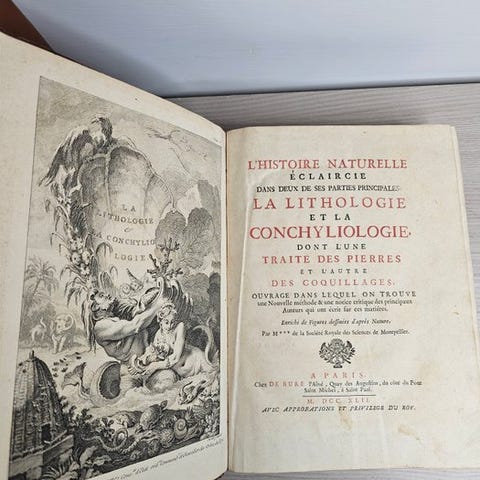 LA
LITHOLOGIE
&
LA CONCHYLIO
LOGIE
L'HISTOIRE NATURELLE
ÉCLAIRCIE
DANS DEUX DE SES PARTIES PRINCIPALES,
LA LITHOLOGIE
ET LA
CONCHYLIOLOGIE,
DONT L'UNE
TRAITE DES PIERRES
ET L'AUTRE
DES COQUILLAGES,
OUVRAGE DANS LEQUEL ON TROUVE
une Nouvelle méthode & une notice critique des principaux
Auteurs qui ont écrit sur ces matieres.
Enrichi de Figures dessinées d'après Nature.
Par M*** de la Société Royale des Sciences de Montpellier.
A PARIS,
Chez DE BURE l'Aîné, Quay des Augustins, du côté du Pont
Saint Michel, à Saint Paul.
M. DCC. XLII.
AVEC APPROBATIONS ET PRIVILEGE DU ROY.